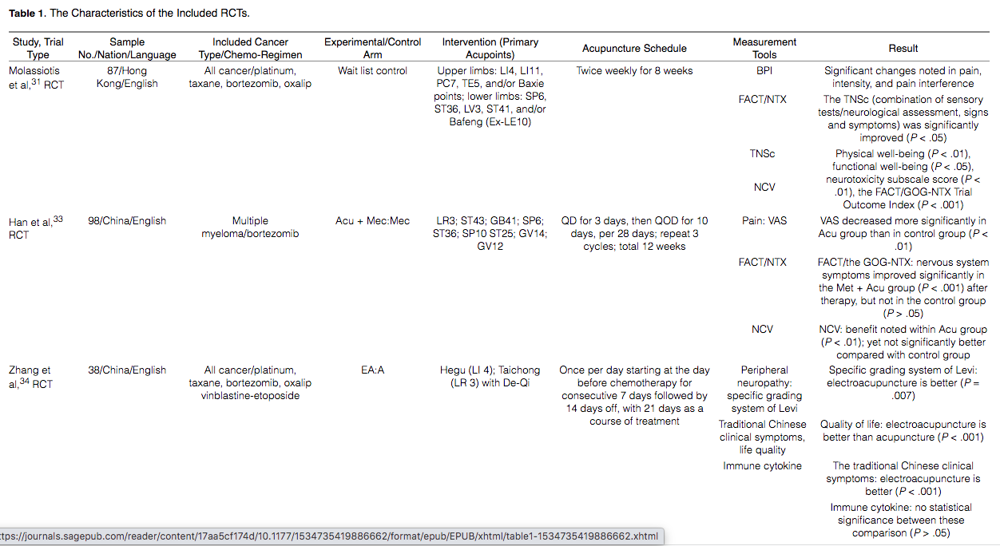 Table 1. The Characteristics of the Included RCTs.
Study, Trial Type
Sample No./Nation/Language
Included Cancer Type/Chemo-Regimen
Experimental/Control Arm
Intervention (Primary Acupoints)
Acupuncture Schedule
Measurement Tools
Result
Molassiotis
et al,31 RCT
87/Hong
Kong/English
All cancer/platinum,
taxane, bortezomib, oxalip
Wait list control
Upper limbs: LI4, LI11,
PC7, TE5, and/or Baxie
points; lower limbs: SP6,
ST36, LV3, ST41, and/or
Bafeng (Ex-LE10)
Twice weekly for 8 weeks
BPI
Significant changes noted in pain,
intensity, and pain interference
FACT/NTX
The TNSc (combination of sensory
tests/neurological assessment, signs
and symptoms) was significantly
improved (P < .05)
TNSc
NCV
Physical well-being (P < .01),
functional well-being (P < .05),
neurotoxicity subscale score (P <
.01), the FACT/GOG-NTX Trial
Outcome Index (P < .001)
Han et al,33
RCT
98/China/English
Multiple
myeloma/bortezomib
Acu + Mec:Mec
LR3; ST43; GB41; SP6;
ST36; SP10 ST25; GV14;
GV12
QD for 3 days, then QOD for 10
days, per 28 days; repeat 3
cycles; total 12 weeks
Pain: VAS
VAS decreased more significantly in
Acu group than in control group (P <
.01)
FACT/NTX
FACT/the GOG-NTX: nervous system
symptoms improved significantly in
the Met + Acu group (P < .001) after
therapy, but not in the control group
(P > .05)
NCV
NCV: benefit noted within Acu group
(P < .01); yet not significantly better
compared with control group
Zhang et
al,34 RCT
38/China/English
All cancer/platinum,
taxane, bortezomib, oxalip
vinblastine-etoposide
EA:A
Hegu (LI 4); Taichong
(LR 3) with De-Qi
Once per day starting at the day
before chemotherapy for
consecutive 7 days followed by
14 days off, with 21 days as a
course of treatment
Peripheral
neuropathy:
specific grading
system of Levi
Specific grading system of Levi:
electroacupuncture is better (P =
.007)
Traditional Chinese
clinical symptoms,
life quality
Quality of life: electroacupuncture is
better than acupuncture (P < .001)
Immune cytokine
The traditional Chinese clinical
symptoms: electroacupuncture is
better (P < .001)
Immune cytokine: no statistical
significance between these
comparison (P > .05)
ttps://journals.sagepub.com/reader/content/17aa5cf174d/10.1177/1534735419886662/format/epub/EPUB/xhtml/table1-1534735419886662.xhtml